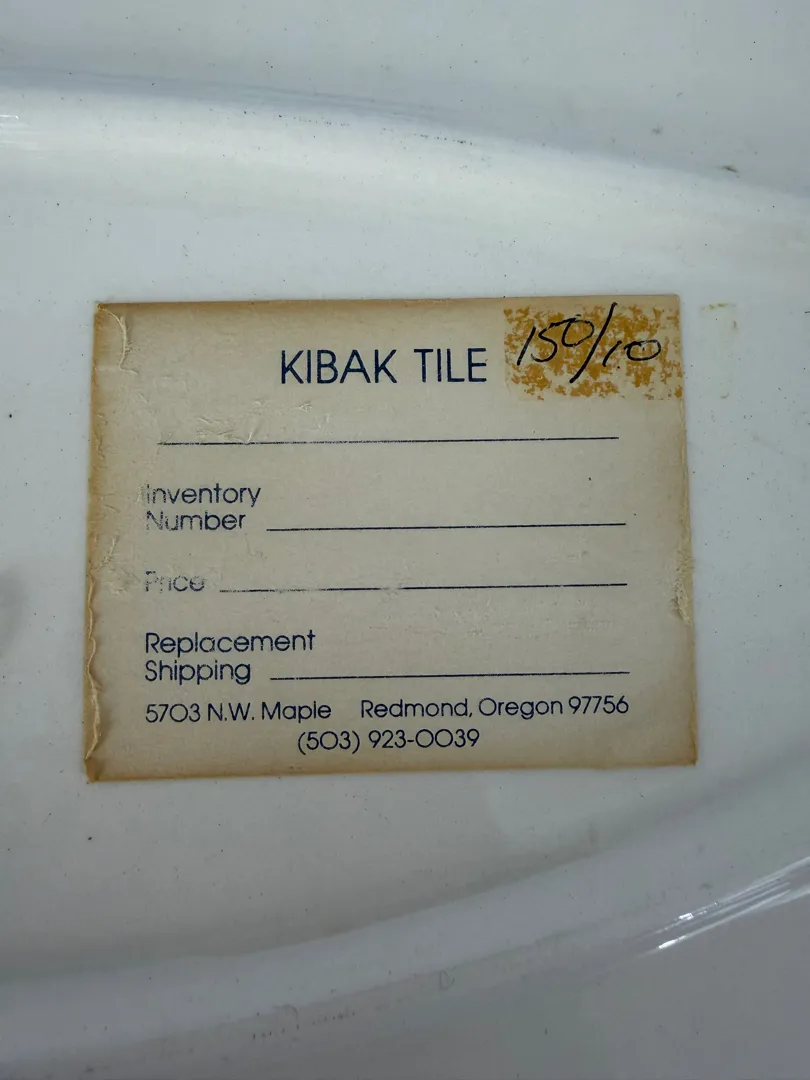 KIBAK TILE 150/10
Inventory
Number
Price
Replacement
Shipping
5703 N.W. Maple Redmond, Oregon 97756
(503) 923-0039